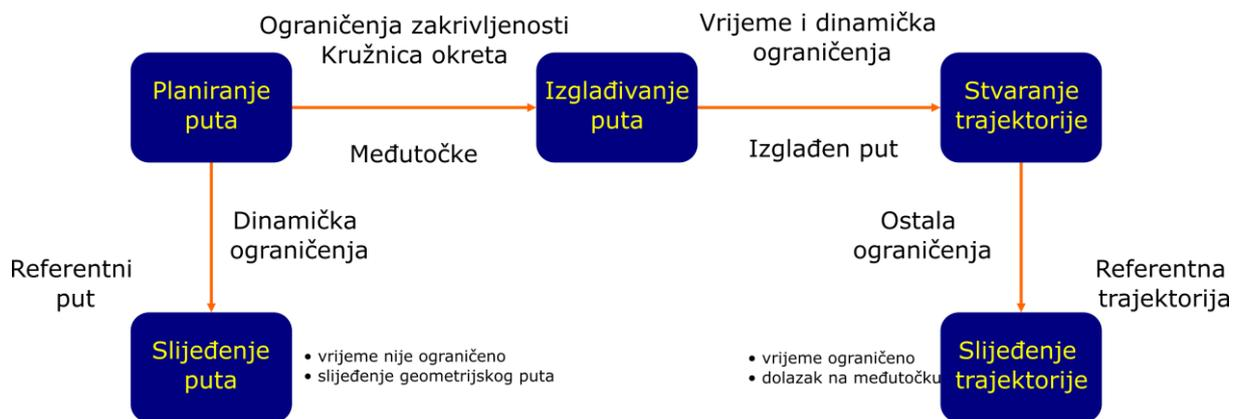 Ograničenja zakrivljenosti
Kružnica okreta
Vrijeme i dinamička
ograničenja
Planiranje
puta
Izglađivanje
puta
Stvaranje
trajektorije
Međutočke
Izglađen put
Dinamička
ograničenja
Ostala
ograničenja
Referentni
put
Referentna
trajektorija
Slijeđenje
puta
• vrijeme nije ograničeno
• slijeđenje geometrijskog puta
• vrijeme ograničeno
• dolazak na međutočku
Slijeđenje
trajektorije